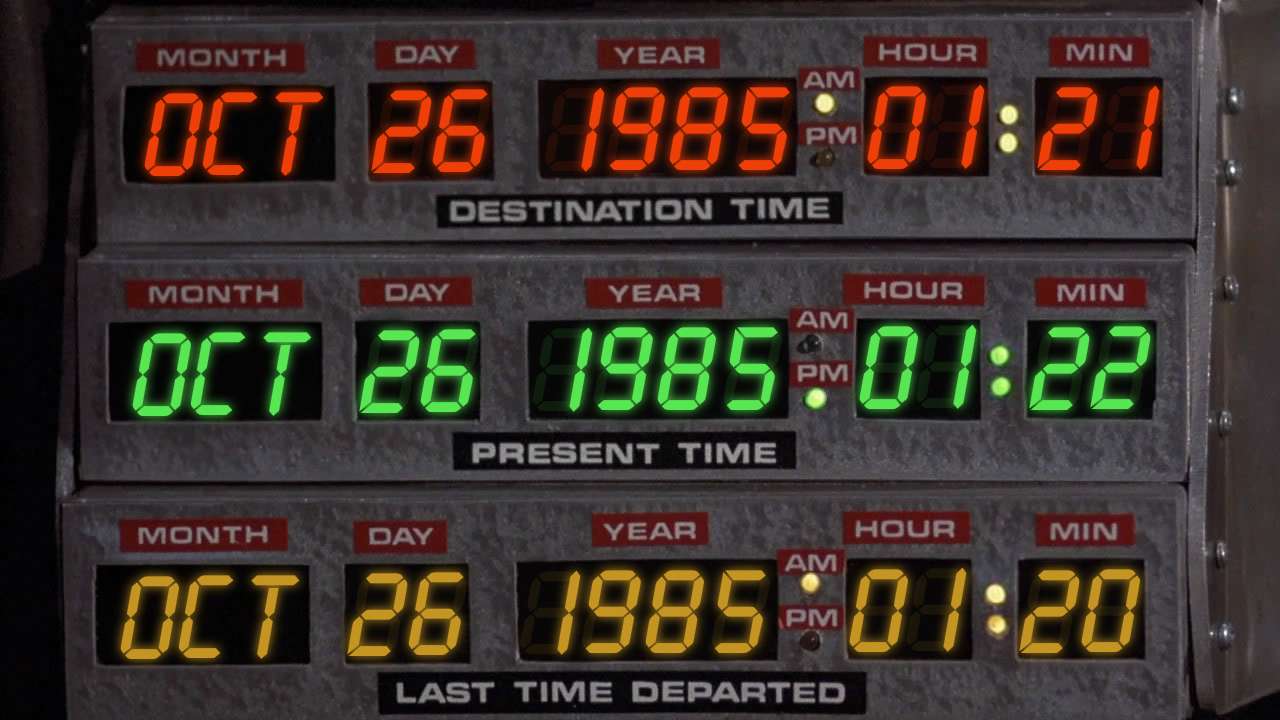 MONTH DAY YEAR HOUR MIN
AM
OCT 26 1985 01 : 21
PM
DESTINATION TIME
MONTH DAY YEAR HOUR MIN
AM
OCT 26 1985 01 : 22
PM
PRESENT TIME
MONTH DAY YEAR HOUR MIN
AM
OCT 26 1985 01 : 20
PM
LAST TIME DEPARTED